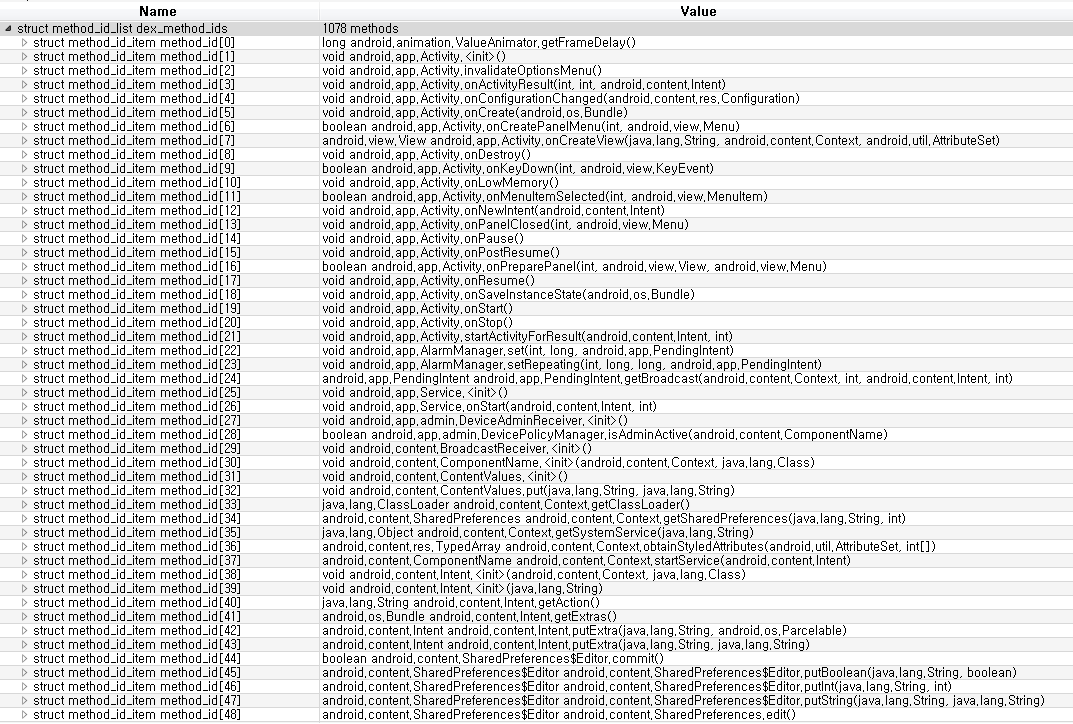 Name Value
struct method_id_list dex_method_ids 1078 methods
struct method_id_item method_id[0] long android.animation.ValueAnimator.getFrameDelay()
struct method_id_item method_id[1] void android.app.Activity.<init>()
struct method_id_item method_id[2] void android.app.Activity.invalidateOptionsMenu()
struct method_id_item method_id[3] void android.app.Activity.onActivityResult(int, int, android.content.Intent)
struct method_id_item method_id[4] void android.app.Activity.onConfigurationChanged(android.content.res.Configuration)
struct method_id_item method_id[5] void android.app.Activity.onCreate(android.os.Bundle)
struct method_id_item method_id[6] boolean android.app.Activity.onCreatePanelMenu(int, android.view.Menu)
struct method_id_item method_id[7] android.view.View android.app.Activity.onCreateView(java.lang.String, android.content.Context, android.util.AttributeSet)
struct method_id_item method_id[8] void android.app.Activity.onDestroy()
struct method_id_item method_id[9] boolean android.app.Activity.onKeyDown(int, android.view.KeyEvent)
struct method_id_item method_id[10] void android.app.Activity.onLowMemory()
struct method_id_item method_id[11] boolean android.app.Activity.onMenuItemSelected(int, android.view.MenuItem)
struct method_id_item method_id[12] void android.app.Activity.onNewIntent(android.content.Intent)
struct method_id_item method_id[13] void android.app.Activity.onPanelClosed(int, android.view.Menu)
struct method_id_item method_id[14] void android.app.Activity.onPause()
struct method_id_item method_id[15] void android.app.Activity.onPostResume()
struct method_id_item method_id[16] boolean android.app.Activity.onPreparePanel(int, android.view.View, android.view.Menu)
struct method_id_item method_id[17] void android.app.Activity.onResume()
struct method_id_item method_id[18] void android.app.Activity.onSaveInstanceState(android.os.Bundle)
struct method_id_item method_id[19] void android.app.Activity.onStart()
struct method_id_item method_id[20] void android.app.Activity.onStop()
struct method_id_item method_id[21] void android.app.Activity.startActivityForResult(android.content.Intent, int)
struct method_id_item method_id[22] void android.app.AlarmManager.set(int, long, android.app.PendingIntent)
struct method_id_item method_id[23] void android.app.AlarmManager.setRepeating(int, long, long, android.app.PendingIntent)
struct method_id_item method_id[24] android.app.PendingIntent android.app.PendingIntent.getBroadcast(android.content.Context, int, android.content.Intent, int)
struct method_id_item method_id[25] void android.app.Service.<init>()
struct method_id_item method_id[26] void android.app.Service.onStart(android.content.Intent, int)
struct method_id_item method_id[27] void android.app.admin.DeviceAdminReceiver.<init>()
struct method_id_item method_id[28] boolean android.app.admin.DevicePolicyManager.isAdminActive(android.content.ComponentName)
struct method_id_item method_id[29] void android.content.BroadcastReceiver.<init>()
struct method_id_item method_id[30] void android.content.ComponentName.<init>(android.content.Context, java.lang.Class)
struct method_id_item method_id[31] void android.content.ContentValues.<init>()
struct method_id_item method_id[32] void android.content.ContentValues.put(java.lang.String, java.lang.String)
struct method_id_item method_id[33] java.lang.ClassLoader android.content.Context.getClassLoader()
struct method_id_item method_id[34] android.content.SharedPreferences android.content.Context.getSharedPreferences(java.lang.String, int)
struct method_id_item method_id[35] java.lang.Object android.content.Context.getSystemService(java.lang.String)
struct method_id_item method_id[36] android.content.res.TypedArray android.content.Context.obtainStyledAttributes(android.util.AttributeSet, int[])
struct method_id_item method_id[37] android.content.ComponentName android.content.Context.startService(android.content.Intent)
struct method_id_item method_id[38] void android.content.Intent.<init>(android.content.Context, java.lang.Class)
struct method_id_item method_id[39] void android.content.Intent.<init>(java.lang.String)
struct method_id_item method_id[40] java.lang.String android.content.Intent.getAction()
struct method_id_item method_id[41] android.os.Bundle android.content.Intent.getExtras()
struct method_id_item method_id[42] android.content.Intent android.content.Intent.putExtra(java.lang.String, android.os.Parcelable)
struct method_id_item method_id[43] android.content.Intent android.content.Intent.putExtra(java.lang.String, java.lang.String)
struct method_id_item method_id[44] boolean android.content.SharedPreferences$Editor.commit()
struct method_id_item method_id[45] android.content.SharedPreferences$Editor android.content.SharedPreferences$Editor.putBoolean(java.lang.String, boolean)
struct method_id_item method_id[46] android.content.SharedPreferences$Editor android.content.SharedPreferences$Editor.putInt(java.lang.String, int)
struct method_id_item method_id[47] android.content.SharedPreferences$Editor android.content.SharedPreferences$Editor.putString(java.lang.String, java.lang.String)
struct method_id_item method_id[48] android.content.SharedPreferences$Editor android.content.SharedPreferences.edit()